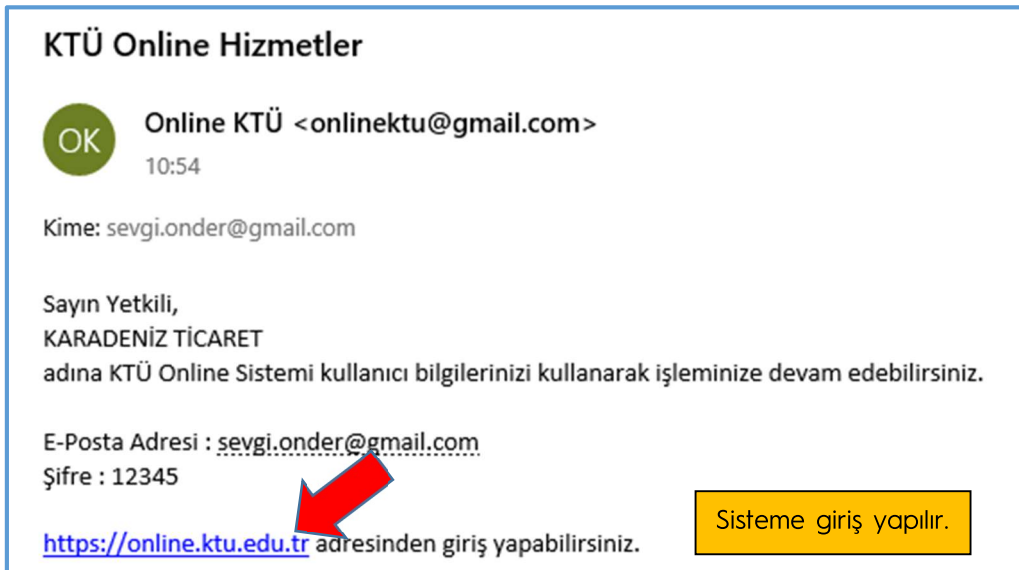 KTÜ Online Hizmetler
OK
Online KTÜ <onlinektu@gmail.com>
10:54
Kime: sevgi.onder@gmail.com
Sayın Yetkili,
KARADENİZ TİCARET
adına KTÜ Online Sistemi kullanıcı bilgilerinizi kullanarak işleminize devam edebilirsiniz.
E-Posta Adresi : sevgi.onder@gmail.com
Şifre : 12345
Sisteme giriş yapılır.
https://online.ktu.edu.tr adresinden giriş yapabilirsiniz.